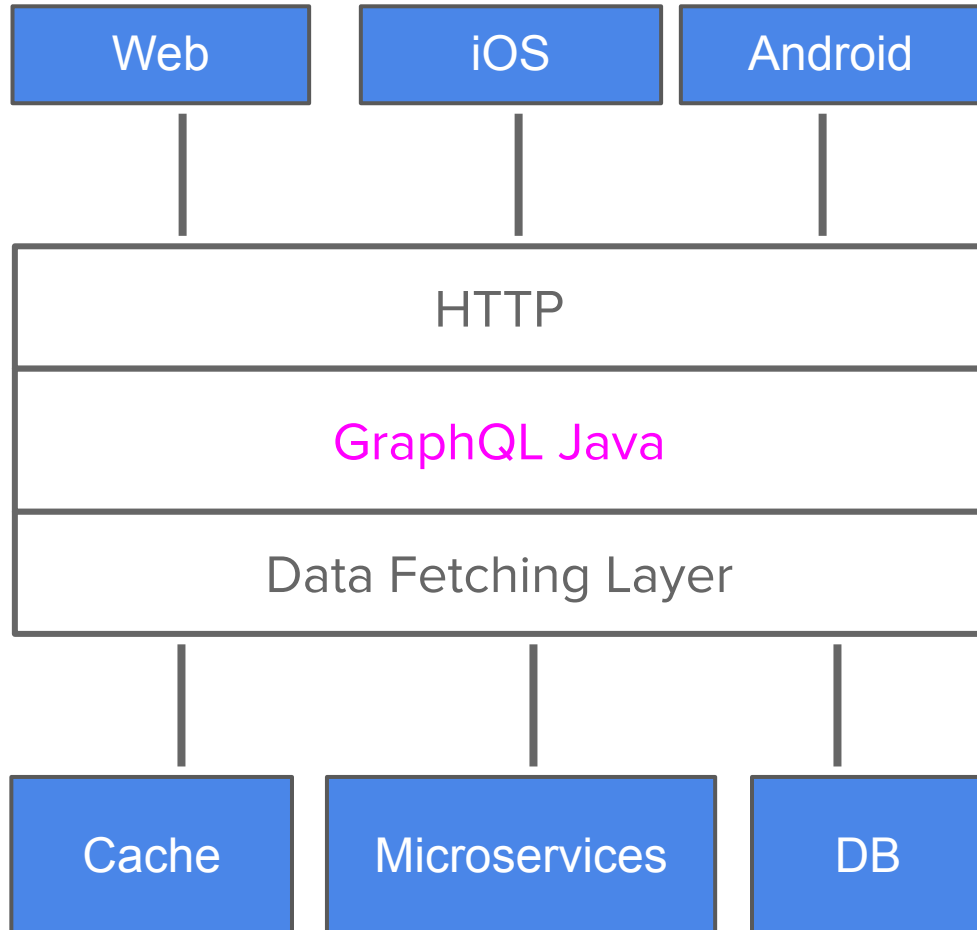 Web
iOS
Android
HTTP
GraphQL Java
Data Fetching Layer
Cache
Microservices
DB